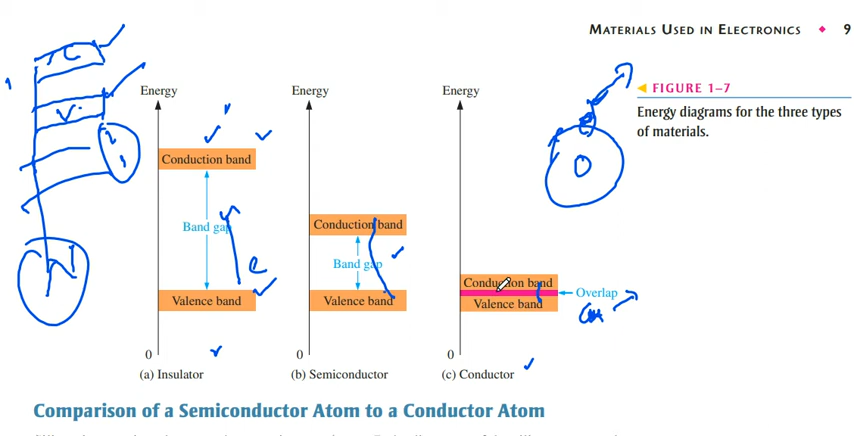 MATERIALS USED IN ELECTRONICS ◆ 9
C
V
2
1
N
Energy
Conduction band
Band gap
e
Valence band
0
(a) Insulator
Energy
Conduction band
Band gap
Valence band
0
(b) Semiconductor
Energy
Conduction band
Valence band
Overlap
0
(c) Conductor
◀ FIGURE 1–7
Energy diagrams for the three types
of materials.
Comparison of a Semiconductor Atom to a Conductor Atom